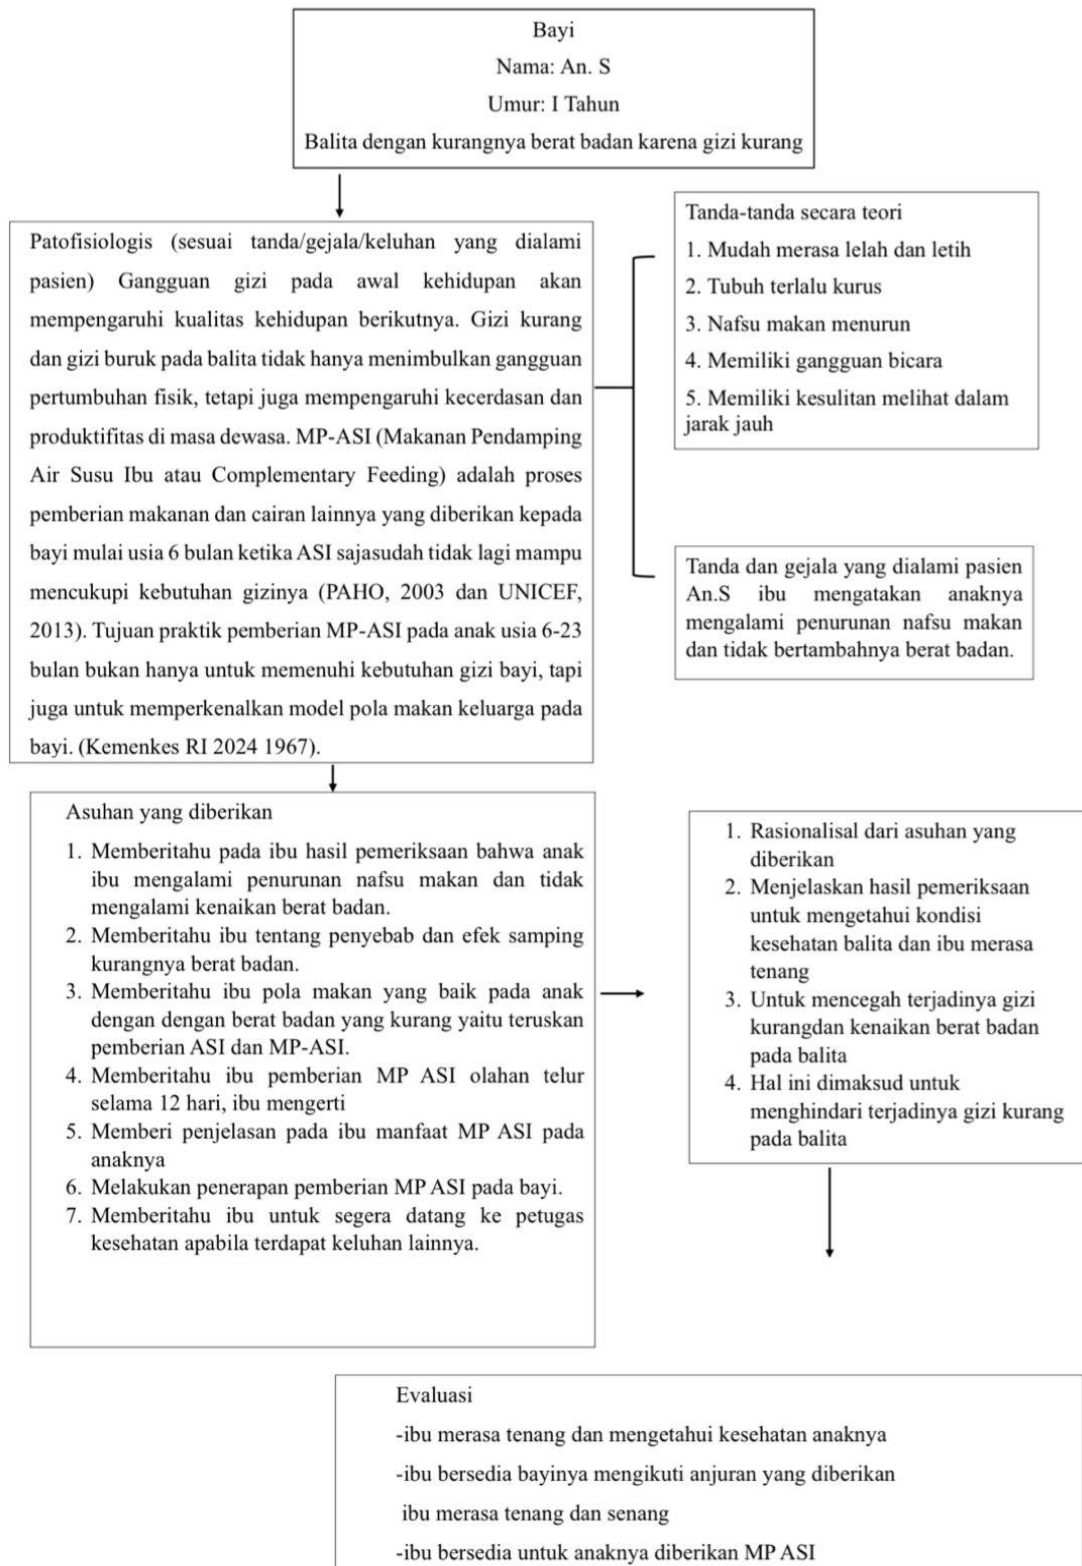 Bayi
Nama: An. S
Umur: I Tahun
Balita dengan kurangnya berat badan karena gizi kurang
Patofisiologis (sesuai tanda/gejala/keluhan yang dialami
pasien) Gangguan gizi pada awal kehidupan akan
mempengaruhi kualitas kehidupan berikutnya. Gizi kurang
dan gizi buruk pada balita tidak hanya menimbulkan gangguan
pertumbuhan fisik, tetapi juga mempengaruhi kecerdasan dan
produktifitas di masa dewasa. MP-ASI (Makanan Pendamping
Air Susu Ibu atau Complementary Feeding) adalah proses
pemberian makanan dan cairan lainnya yang diberikan kepada
bayi mulai usia 6 bulan ketika ASI sajasudah tidak lagi mampu
mencukupi kebutuhan gizinya (PAHO, 2003 dan UNICEF,
2013). Tujuan praktik pemberian MP-ASI pada anak usia 6-23
bulan bukan hanya untuk memenuhi kebutuhan gizi bayi, tapi
juga untuk memperkenalkan model pola makan keluarga pada
bayi. (Kemenkes RI 2024 1967).
Tanda-tanda secara teori
1. Mudah merasa lelah dan letih
2. Tubuh terlalu kurus
3. Nafsu makan menurun
4. Memiliki gangguan bicara
5. Memiliki kesulitan melihat dalam
jarak jauh
Tanda dan gejala yang dialami pasien
An.S ibu mengatakan anaknya
mengalami penurunan nafsu makan
dan tidak bertambahnya berat badan.
Asuhan yang diberikan
1. Memberitahu pada ibu hasil pemeriksaan bahwa anak
ibu mengalami penurunan nafsu makan dan tidak
mengalami kenaikan berat badan.
2. Memberitahu ibu tentang penyebab dan efek samping
kurangnya berat badan.
3. Memberitahu ibu pola makan yang baik pada anak
dengan dengan berat badan yang kurang yaitu teruskan
pemberian ASI dan MP-ASI.
4. Memberitahu ibu pemberian MP ASI olahan telur
selama 12 hari, ibu mengerti
5. Memberi penjelasan pada ibu manfaat MP ASI pada
anaknya
6. Melakukan penerapan pemberian MP ASI pada bayi.
7. Memberitahu ibu untuk segera datang ke petugas
kesehatan apabila terdapat keluhan lainnya.
1. Rasionalisal dari asuhan yang
diberikan
2. Menjelaskan hasil pemeriksaan
untuk mengetahui kondisi
kesehatan balita dan ibu merasa
tenang
3. Untuk mencegah terjadinya gizi
kurangdan kenaikan berat badan
pada balita
4. Hal ini dimaksud untuk
menghindari terjadinya gizi kurang
pada balita
Evaluasi
-ibu merasa tenang dan mengetahui kesehatan anaknya
-ibu bersedia bayinya mengikuti anjuran yang diberikan
ibu merasa tenang dan senang
-ibu bersedia untuk anaknya diberikan MP ASI